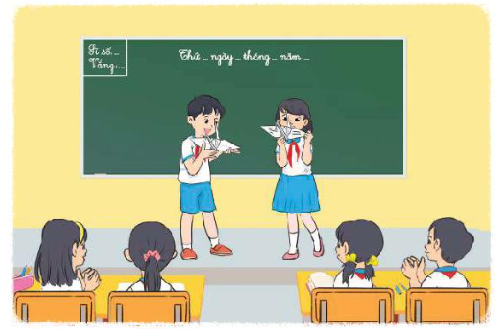 Sĩ số: ...
Vắng: ...
Thứ ... ngày ... tháng ... năm ...